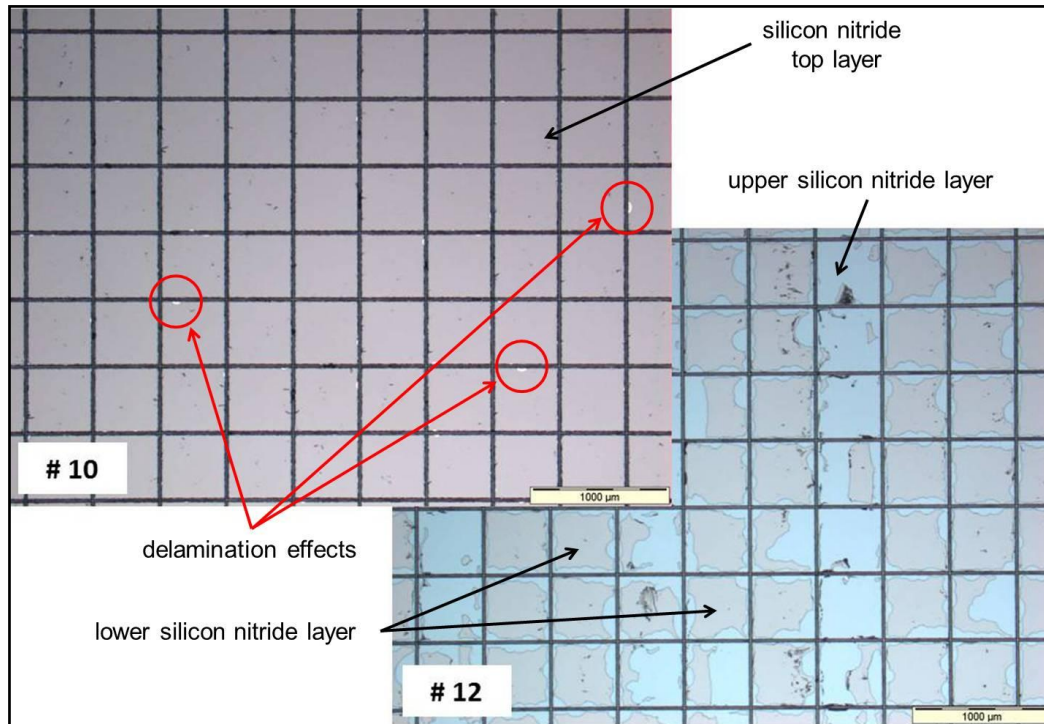 silicon nitride
top layer
upper silicon nitride layer
# 10
1000 µm
delamination effects
lower silicon nitride layer
# 12
1000 µm